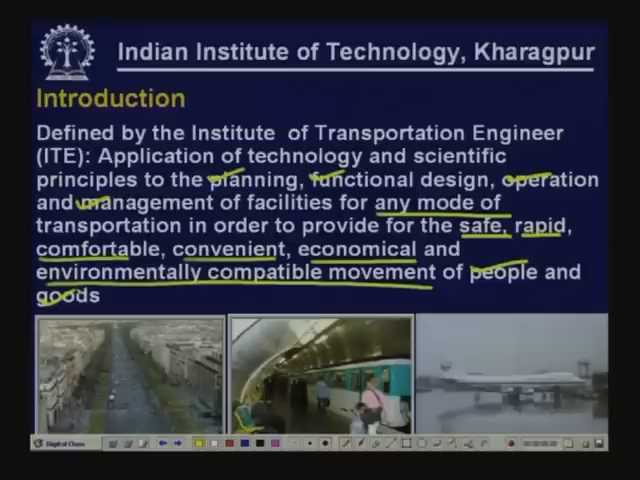 Indian Institute of Technology, Kharagpur
Introduction
Defined by the Institute of Transportation Engineer
(ITE): Application of technology and scientific
principles to the planning, functional design, operation
and management of facilities for any mode of
transportation in order to provide for the safe, rapid,
comfortable, convenient, economical and
environmentally compatible movement of people and
goods